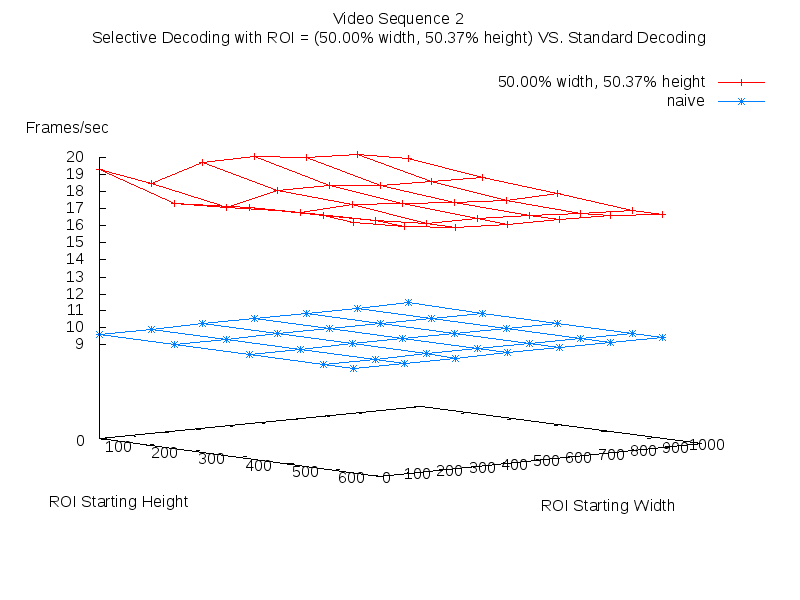 Video Sequence 2
Selective Decoding with ROI = (50.00% width, 50.37% height) VS. Standard Decoding
50.00% width, 50.37% height
naive
Frames/sec
20
19
18
17
16
15
14
13
12
11
10
9
0
100 200 300 400 500 600
0 100 200 300 400 500 600 700 800 900 1000
ROI Starting Height
ROI Starting Width